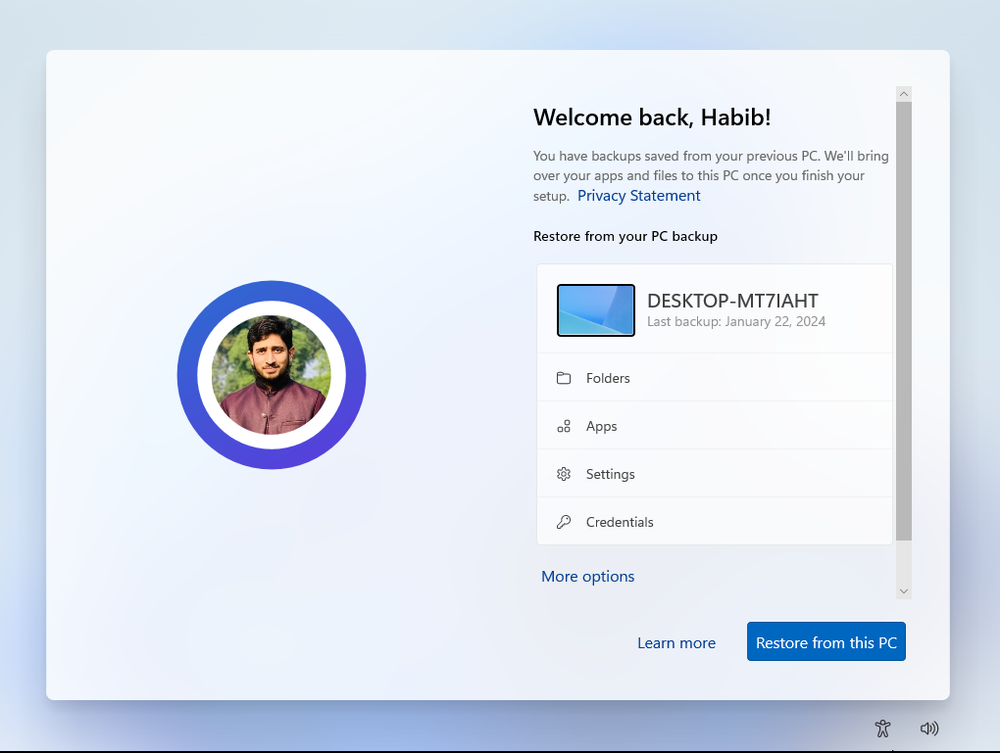 Welcome back, Habib!
You have backups saved from your previous PC. We'll bring
over your apps and files to this PC once you finish your
setup. Privacy Statement
Restore from your PC backup
DESKTOP-MT7IAHT
Last backup: January 22, 2024
Folders
Apps
Settings
Credentials
More options
Learn more
Restore from this PC